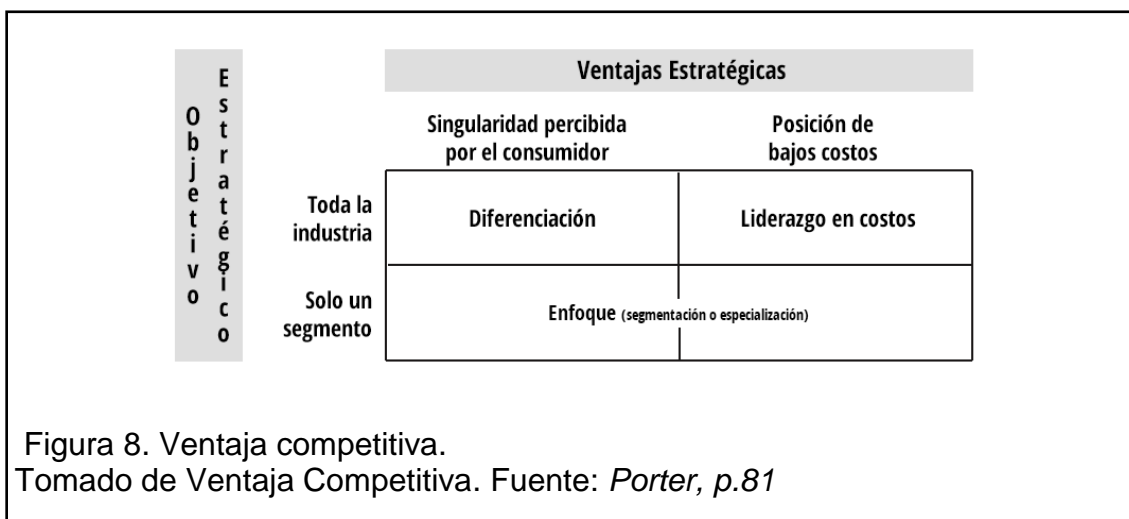 Objetivo
Estratégico
Ventajas Estratégicas
Singularidad percibida
por el consumidor
Posición de
bajos costos
Toda la
industria
Diferenciación
Liderazgo en costos
Solo un
segmento
Enfoque (segmentación o especialización)
Figura 8. Ventaja competitiva.
Tomado de Ventaja Competitiva. Fuente: Porter, p.81